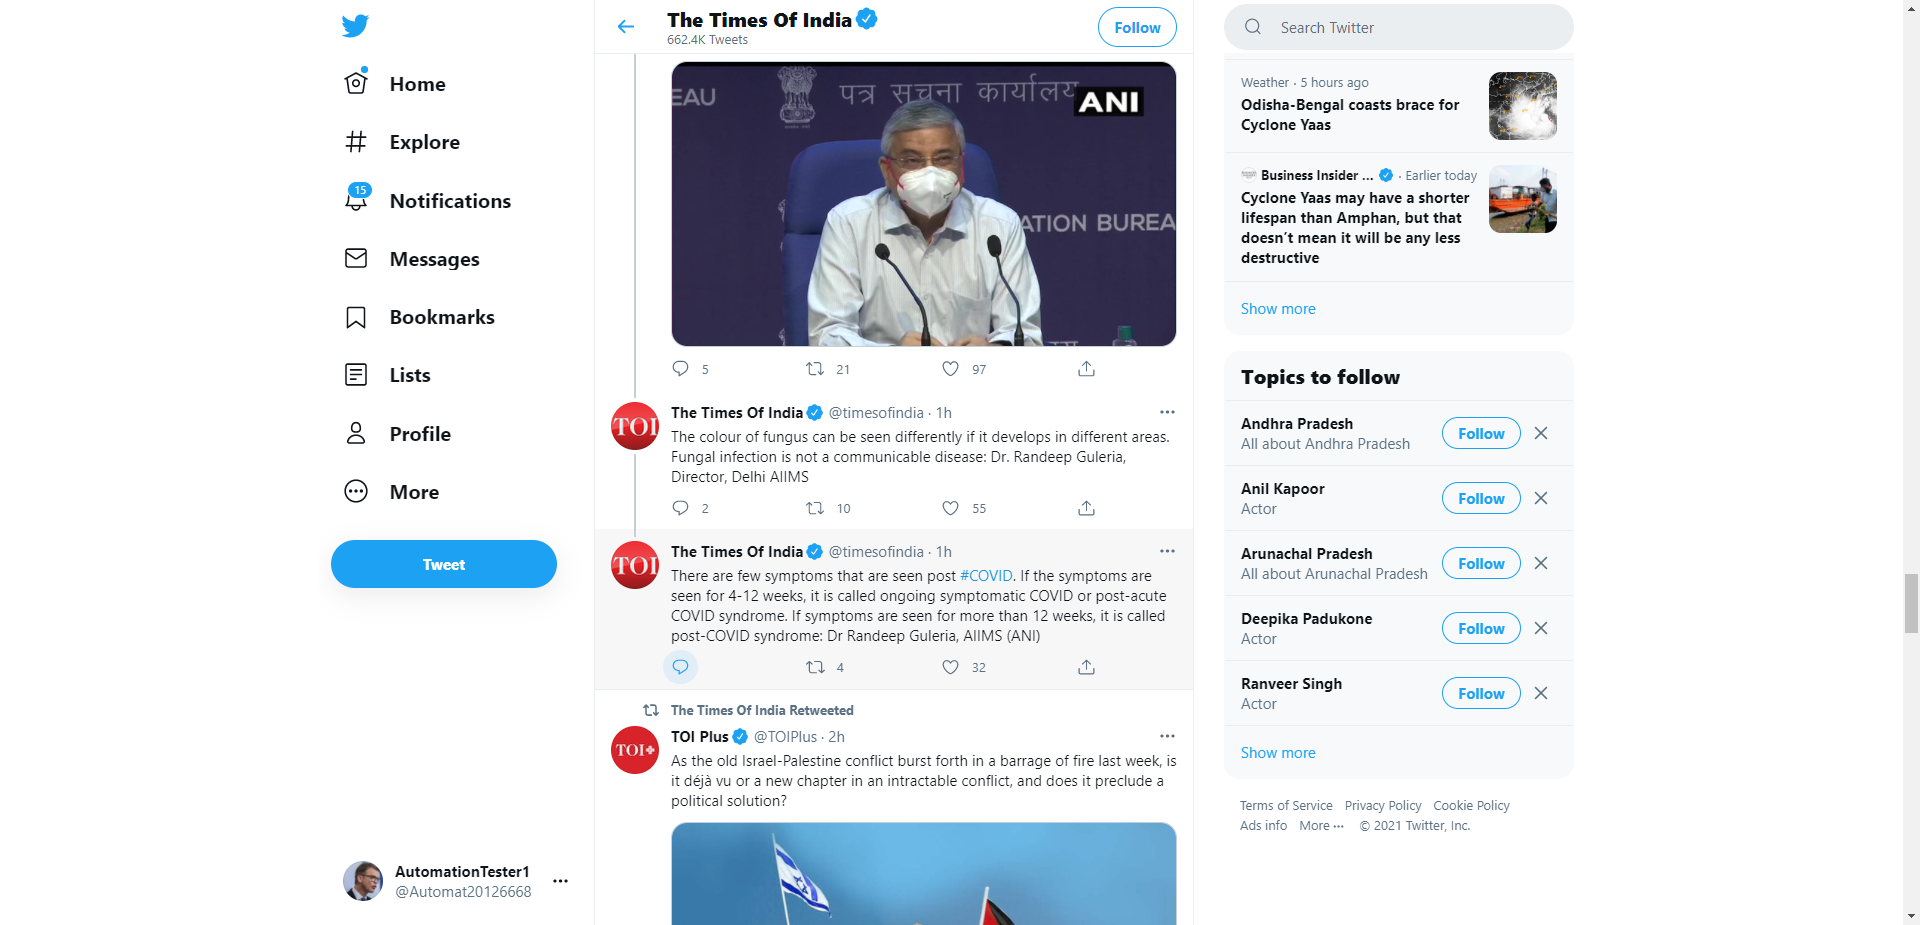 Home
Explore
15
Notifications
Messages
Bookmarks
Lists
Profile
More
Tweet
AutomationTester1
@Automat20126668
The Times Of India
662.4K Tweets
Follow
EAU
पत्र सूचना कार्यालय
ANI
ATION BUREA
5
21
97
TOI
The Times Of India @timesofindia · 1h
The colour of fungus can be seen differently if it develops in different areas.
Fungal infection is not a communicable disease: Dr. Randeep Guleria,
Director, Delhi AIIMS
2
10
55
TOI
The Times Of India @timesofindia · 1h
There are few symptoms that are seen post #COVID. If the symptoms are
seen for 4-12 weeks, it is called ongoing symptomatic COVID or post-acute
COVID syndrome. If symptoms are seen for more than 12 weeks, it is called
post-COVID syndrome: Dr Randeep Guleria, AIIMS (ANI)
4
32
The Times Of India Retweeted
TOI+
TOI Plus @TOIPlus · 2h
As the old Israel-Palestine conflict burst forth in a barrage of fire last week, is
it déjà vu or a new chapter in an intractable conflict, and does it preclude a
political solution?
Search Twitter
Weather · 5 hours ago
Odisha-Bengal coasts brace for
Cyclone Yaas
Business Insider ... · Earlier today
Cyclone Yaas may have a shorter
lifespan than Amphan, but that
doesn't mean it will be any less
destructive
Show more
Topics to follow
Andhra Pradesh
All about Andhra Pradesh
Follow
Anil Kapoor
Actor
Follow
Arunachal Pradesh
All about Arunachal Pradesh
Follow
Deepika Padukone
Actor
Follow
Ranveer Singh
Actor
Follow
Show more
Terms of Service Privacy Policy Cookie Policy
Ads info More ··· © 2021 Twitter, Inc.